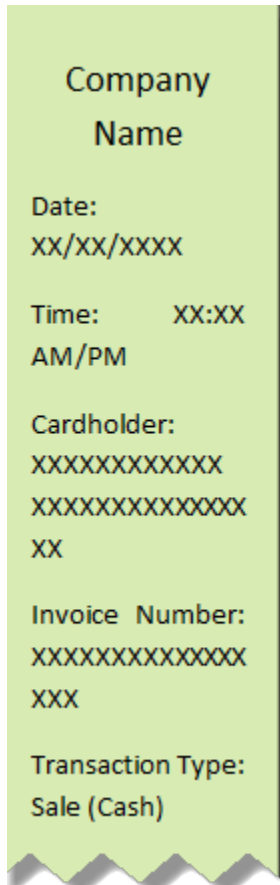 Company
Name
Date:
XX/XX/XXXX
Time: XX:XX
AM/PM
Cardholder:
XXXXXXXXXXXX
XXXXXXXXXXXXXX
XX
Invoice Number:
XXXXXXXXXXXXXX
XXX
Transaction Type:
Sale (Cash)